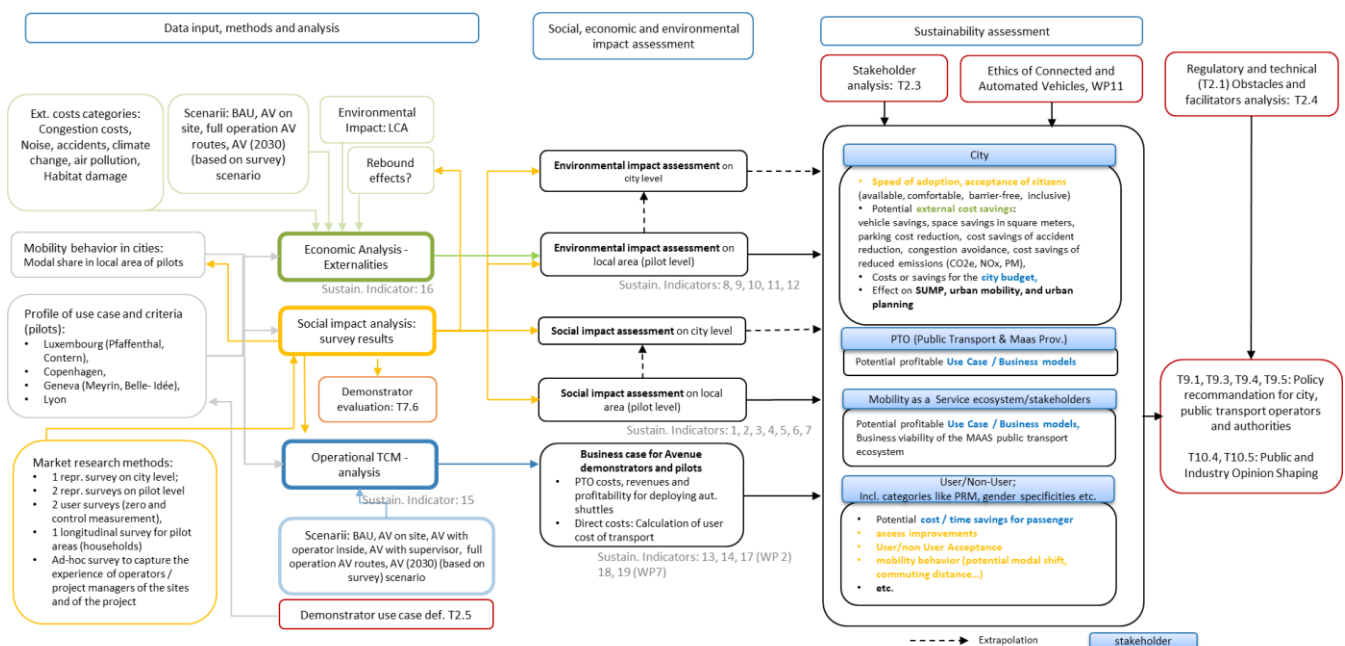 Data input, methods and analysis
Social, economic and environmental
impact assessment
Sustainability assessment
Stakeholder
analysis: T2.3
Ethics of Connected and
Automated Vehicles, WP11
Regulatory and technical
(T2.1) Obstacles and
facilitators analysis: T2.4
Ext. costs categories:
Congestion costs,
Noise, accidents, climate
change, air pollution,
Habitat damage
Scenarii: BAU, AV on
site, full operation AV
routes, AV (2030)
(based on survey)
scenario
Environmental
Impact: LCA
Rebound
effects?
Mobility behavior in cities:
Modal share in local area of pilots
Economic Analysis -
Externalities
Sustain. Indicator: 16
Profile of use case and criteria
(pilots):
• Luxembourg (Pfaffenthal,
Contern),
• Copenhagen,
• Geneva (Meyrin, Belle- Idée),
• Lyon
Social impact analysis:
survey results
Demonstrator
evaluation: T7.6
Market research methods:
• 1 repr. survey on city level;
• 2 repr. surveys on pilot level
• 2 user surveys (zero and
control measurement),
• 1 longitudinal survey for pilot
areas (households)
• Ad-hoc survey to capture the
experience of operators /
project managers of the sites
and of the project
Operational TCM -
analysis
Sustain. Indicator: 15
Scenarii: BAU, AV on site, AV with
operator inside, AV with supervisor, full
operation AV routes, AV (2030) (based on
survey) scenario
Demonstrator use case def. T2.5
Environmental impact assessment on
city level
Environmental impact assessment on
local area (pilot level)
Sustain. Indicators: 8, 9, 10, 11, 12
Social impact assessment on city level
Social impact assessment on local
area (pilot level)
Sustain. Indicators: 1, 2, 3, 4, 5, 6, 7
Business case for Avenue
demonstrators and pilots
• PTO costs, revenues and
profitability for deploying aut.
shuttles
• Direct costs: Calculation of user
cost of transport
Sustain. Indicators: 13, 14, 17 (WP 2)
18, 19 (WP7)
City
• Speed of adoption, acceptance of citizens
(available, comfortable, barrier-free, inclusive)
• Potential external cost savings:
vehicle savings, space savings in square meters,
parking cost reduction, cost savings of accident
reduction, congestion avoidance, cost savings of
reduced emissions (CO2e, NOx, PM),
• Costs or savings for the city budget,
• Effect on SUMP, urban mobility, and urban
planning
PTO (Public Transport & Maas Prov.)
Potential profitable Use Case / Business models
Mobility as a Service ecosystem/stakeholders
Potential profitable Use Case / Business models,
Business viability of the MAAS public transport
ecosystem
User/Non-User;
Incl. categories like PRM, gender specificities etc.
• Potential cost / time savings for passenger
• access improvements
• User/non User Acceptance
• mobility behavior (potential modal shift,
commuting distance...)
• etc.
T9.1, T9.3, T9.4, T9.5: Policy
recommandation for city,
public transport operators
and authorities
T10.4, T10.5: Public and
Industry Opinion Shaping
Extrapolation
stakeholder